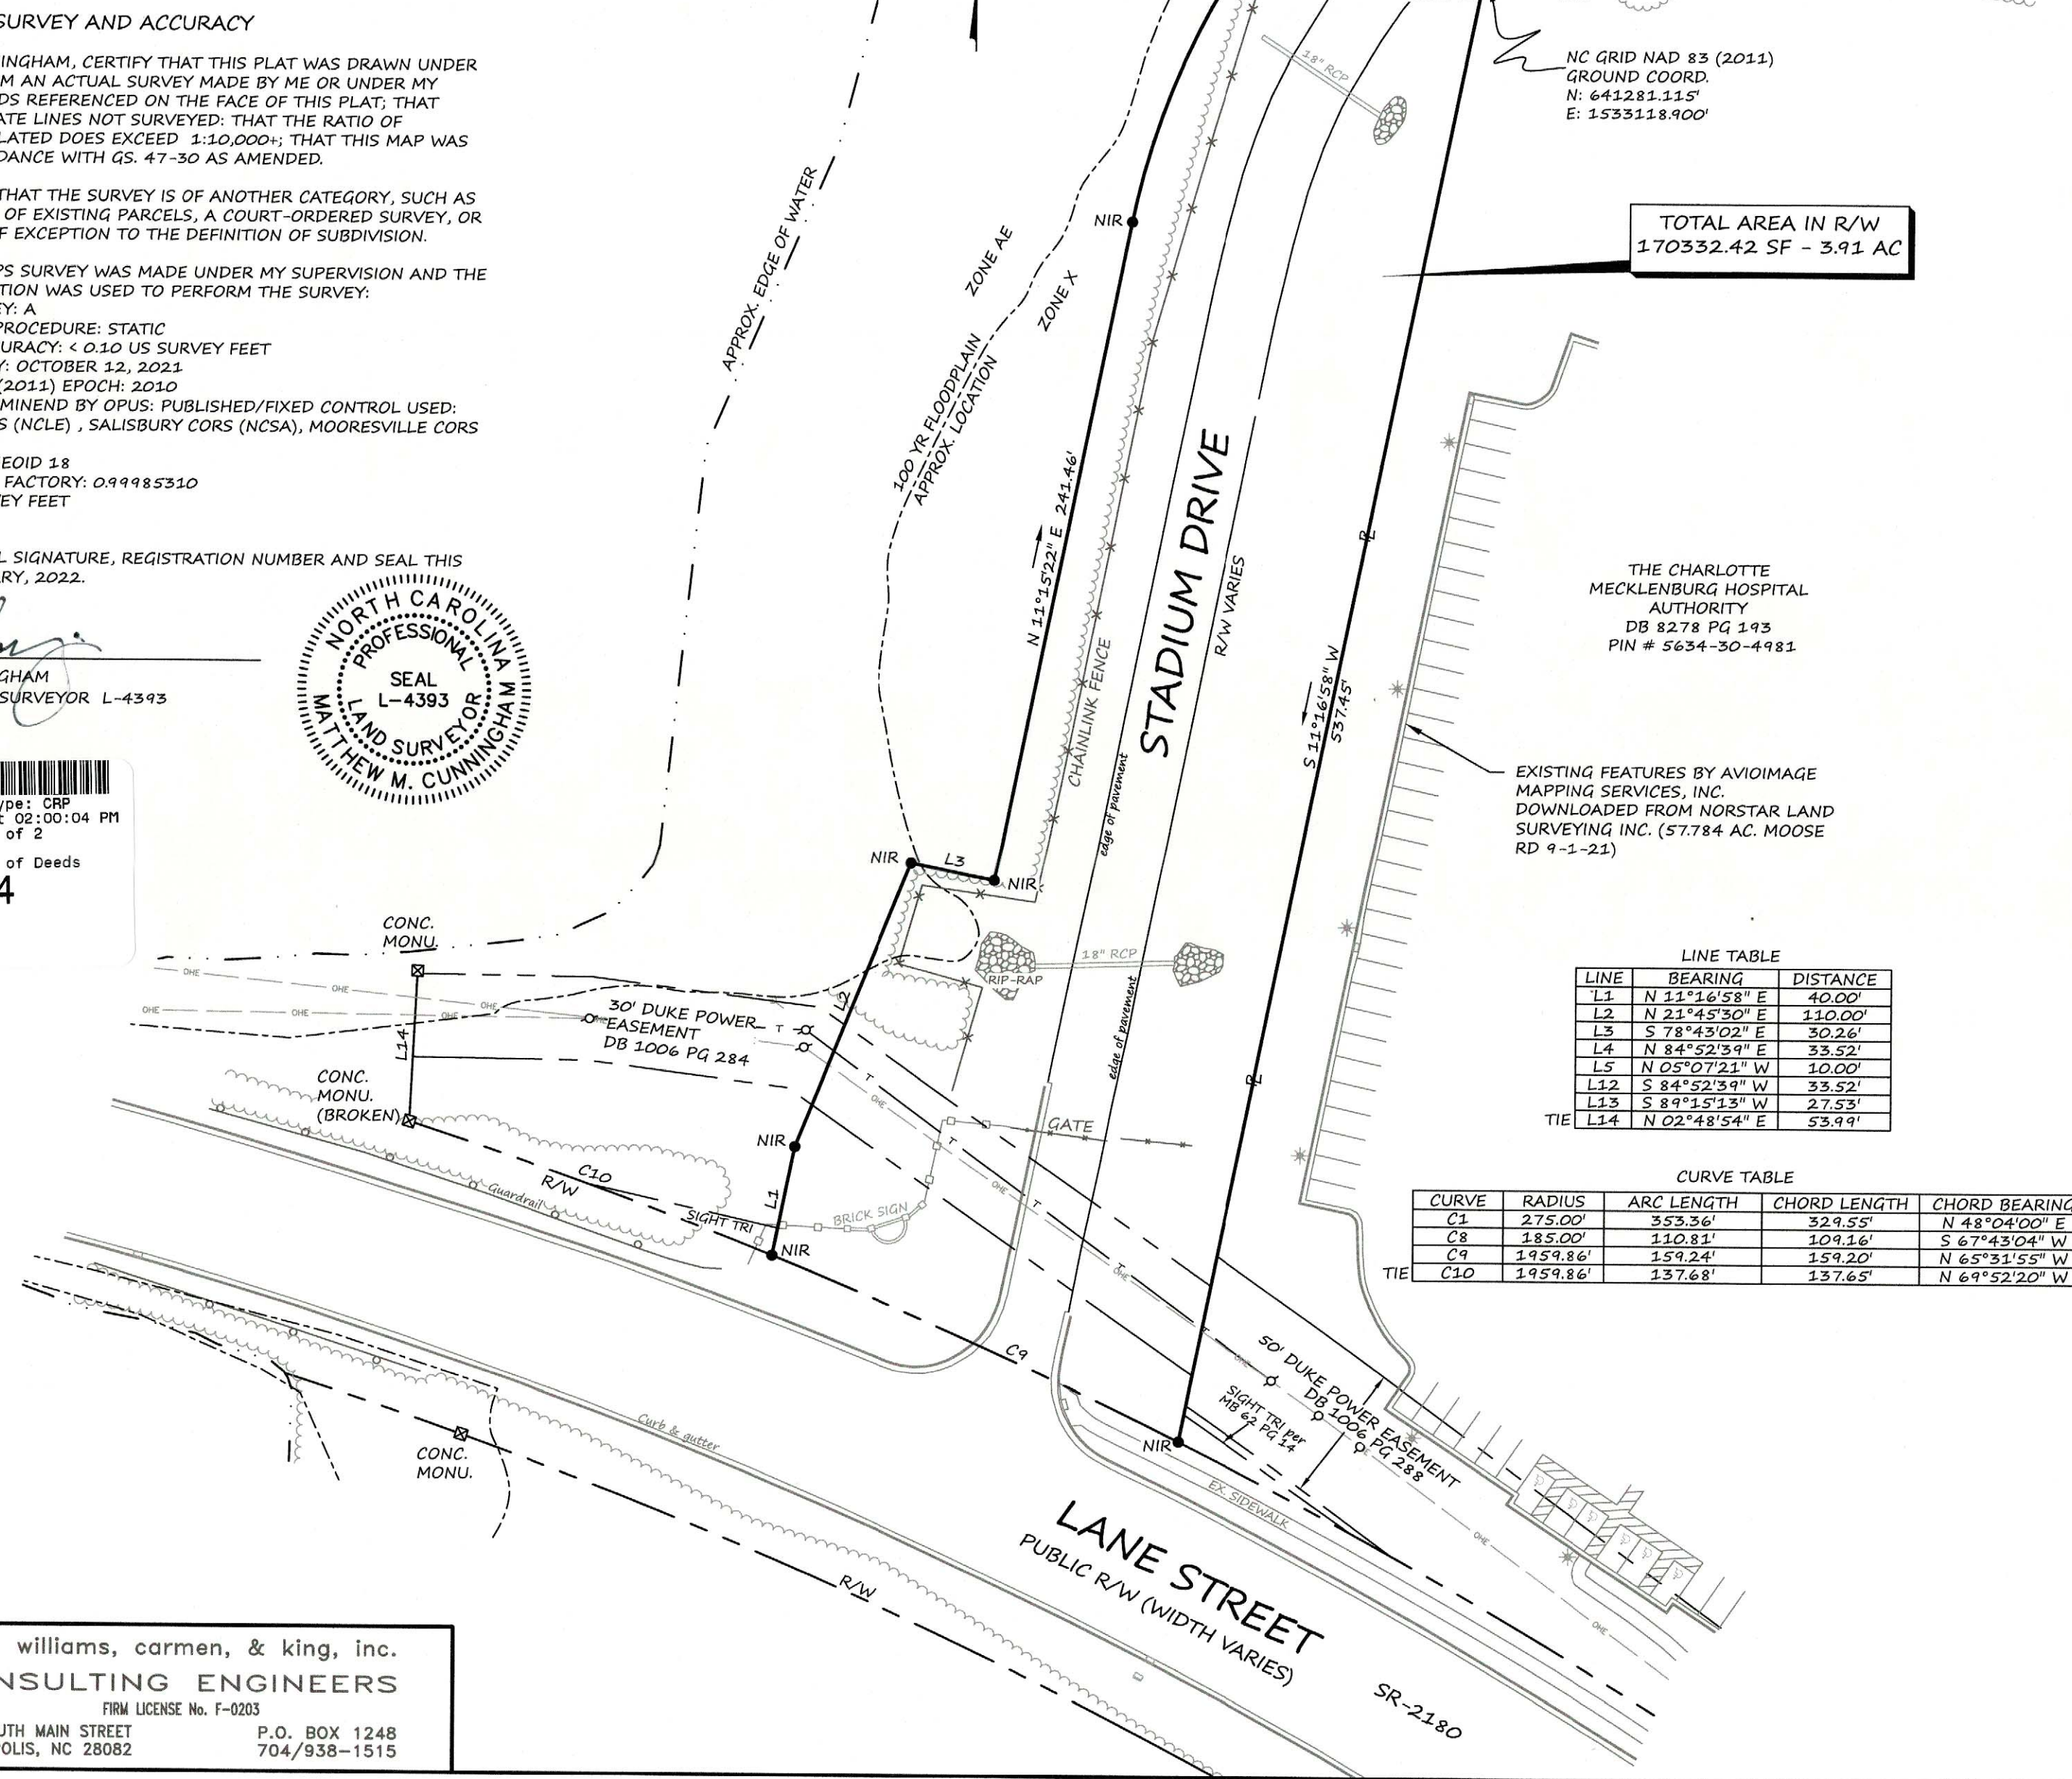 SURVEY AND ACCURACY
INGHAM, CERTIFY THAT THIS PLAT WAS DRAWN UNDER
M AN ACTUAL SURVEY MADE BY ME OR UNDER MY
DS REFERENCED ON THE FACE OF THIS PLAT; THAT
ATE LINES NOT SURVEYED: THAT THE RATIO OF
LATED DOES EXCEED 1:10,000+; THAT THIS MAP WAS
DANCE WITH GS. 47-30 AS AMENDED.
THAT THE SURVEY IS OF ANOTHER CATEGORY, SUCH AS
OF EXISTING PARCELS, A COURT-ORDERED SURVEY, OR
F EXCEPTION TO THE DEFINITION OF SUBDIVISION.
PS SURVEY WAS MADE UNDER MY SUPERVISION AND THE
TION WAS USED TO PERFORM THE SURVEY:
EY: A
PROCEDURE: STATIC
URACY: < 0.10 US SURVEY FEET
Y: OCTOBER 12, 2021
(2011) EPOCH: 2010
MINEND BY OPUS: PUBLISHED/FIXED CONTROL USED:
S (NCLE) , SALISBURY CORS (NCSA), MOORESVILLE CORS
EOID 18
FACTORY: 0.99985310
EY FEET
L SIGNATURE, REGISTRATION NUMBER AND SEAL THIS
RY, 2022.
GHAM
SURVEYOR L-4393
NORTH CAROLINA
PROFESSIONAL
SEAL
L-4393
LAND SURVEYOR
MATTHEW M. CUNNINGHAM
ype: CRP
t 02:00:04 PM
of 2
of Deeds
4
APPROX. EDGE OF WATER
ZONE AE
ZONE X
100 YR FLOODPLAIN
APPROX. LOCATION
NIR
N 11°15'22" E 241.46'
18" RCP
CHAINLINK FENCE
STADIUM DRIVE
R/W VARIES
edge of pavement
edge of pavement
S 11°16'58" W
537.45'
PL
PL
NC GRID NAD 83 (2011)
GROUND COORD.
N: 641281.115'
E: 1533118.900'
TOTAL AREA IN R/W
170332.42 SF - 3.91 AC
THE CHARLOTTE
MECKLENBURG HOSPITAL
AUTHORITY
DB 8278 PG 193
PIN # 5634-30-4981
EXISTING FEATURES BY AVIOIMAGE
MAPPING SERVICES, INC.
DOWNLOADED FROM NORSTAR LAND
SURVEYING INC. (57.784 AC. MOOSE
RD 9-1-21)
NIR
L3
NIR
L2
18" RCP
RIP-RAP
CONC.
MONU.
OHE
OHE
OHE
OHE
OHE
OHE
OHE
L14
30' DUKE POWER
EASEMENT
DB 1006 PG 284
T
CONC.
MONU.
(BROKEN)
NIR
T
OHE
T
OHE
T
T
OHE
T
OHE
GATE
C10
R/W
Guardrail
L1
SIGHT TRI
BRICK SIGN
NIR
C9
Curb & gutter
CONC.
MONU.
NIR
50' DUKE POWER EASEMENT
DB 1006 PG 288
SIGHT TRI per
MB 62 PG 14
EX. SIDEWALK
OHE
OHE
LANE STREET
PUBLIC R/W (WIDTH VARIES)
SR-2180
R/W
LINE TABLE
LINE BEARING DISTANCE
L1 N 11°16'58" E 40.00'
L2 N 21°45'30" E 110.00'
L3 S 78°43'02" E 30.26'
L4 N 84°52'39" E 33.52'
L5 N 05°07'21" W 10.00'
L12 S 84°52'39" W 33.52'
L13 S 89°15'13" W 27.53'
TIE L14 N 02°48'54" E 53.99'
CURVE TABLE
CURVE RADIUS ARC LENGTH CHORD LENGTH CHORD BEARING
C1 275.00' 353.36' 329.55' N 48°04'00" E
C8 185.00' 110.81' 109.16' S 67°43'04" W
C9 1959.86' 159.24' 159.20' N 65°31'55" W
TIE C10 1959.86' 137.68' 137.65' N 69°52'20" W
williams, carmen, & king, inc.
NSULTING ENGINEERS
FIRM LICENSE No. F-0203
UTH MAIN STREET P.O. BOX 1248
POLIS, NC 28082 704/938-1515